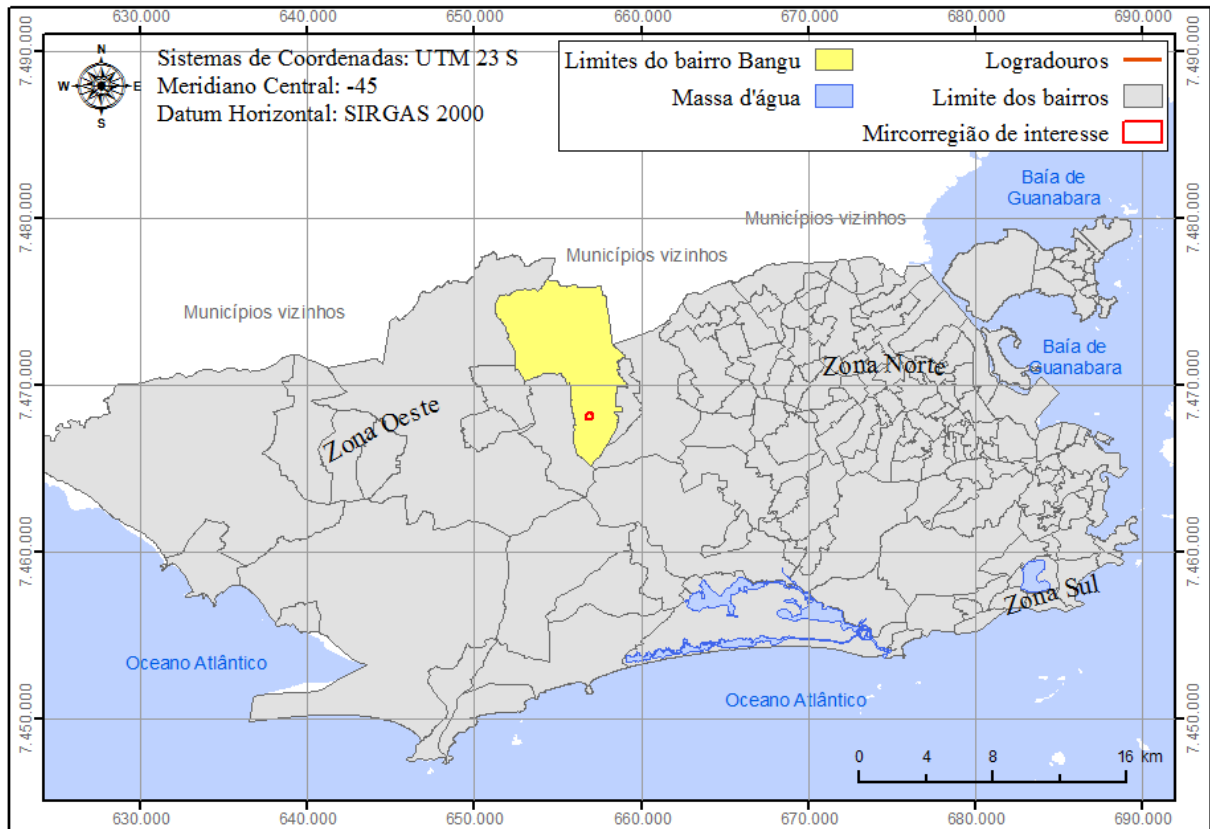 630.000 640.000 650.000 660.000 670.000 680.000 690.000
7.490.000
7.490.000
N
W E
S
Sistemas de Coordenadas: UTM 23 S
Meridiano Central: -45
Datum Horizontal: SIRGAS 2000
Limites do bairro Bangu
Massa d'água
Logradouros
Limite dos bairros
Mircorregião de interesse
Baía de
Guanabara
7.480.000
7.480.000
Municípios vizinhos
Municípios vizinhos
Municípios vizinhos
Baía de
Guanabara
Zona Norte
7.470.000
7.470.000
Zona Oeste
7.460.000
7.460.000
Zona Sul
Oceano Atlântico
Oceano Atlântico
7.450.000
7.450.000
0 4 8 16 km
630.000 640.000 650.000 660.000 670.000 680.000 690.000